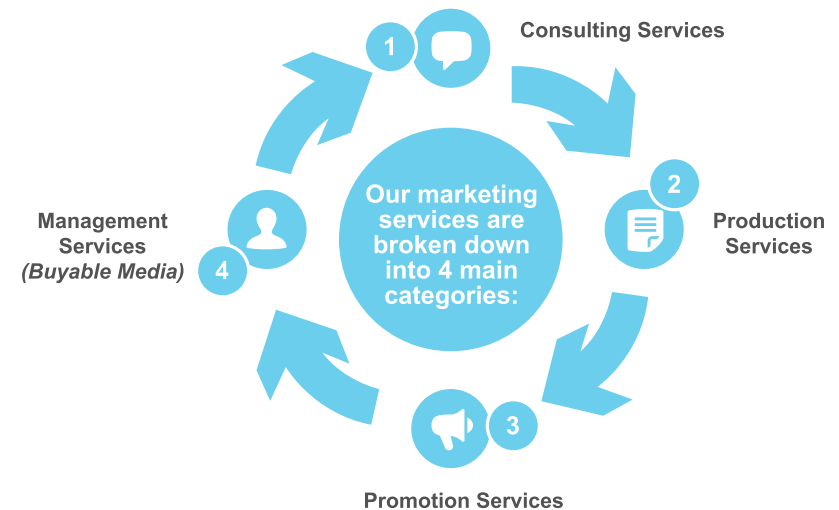 1
Consulting Services
2
Production
Services
3
Promotion Services
4
Management
Services
(Buyable Media)
Our marketing
services are
broken down
into 4 main
categories: